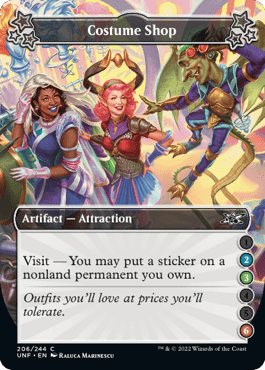 Costume Shop
Artifact — Attraction
Visit — You may put a sticker on a
nonland permanent you own.
Outfits you'll love at prices you'll
tolerate.
1
2
3
4
5
6
206/244 C
UNF • EN Raluca Marinescu
™ & © 2022 Wizards of the Coast